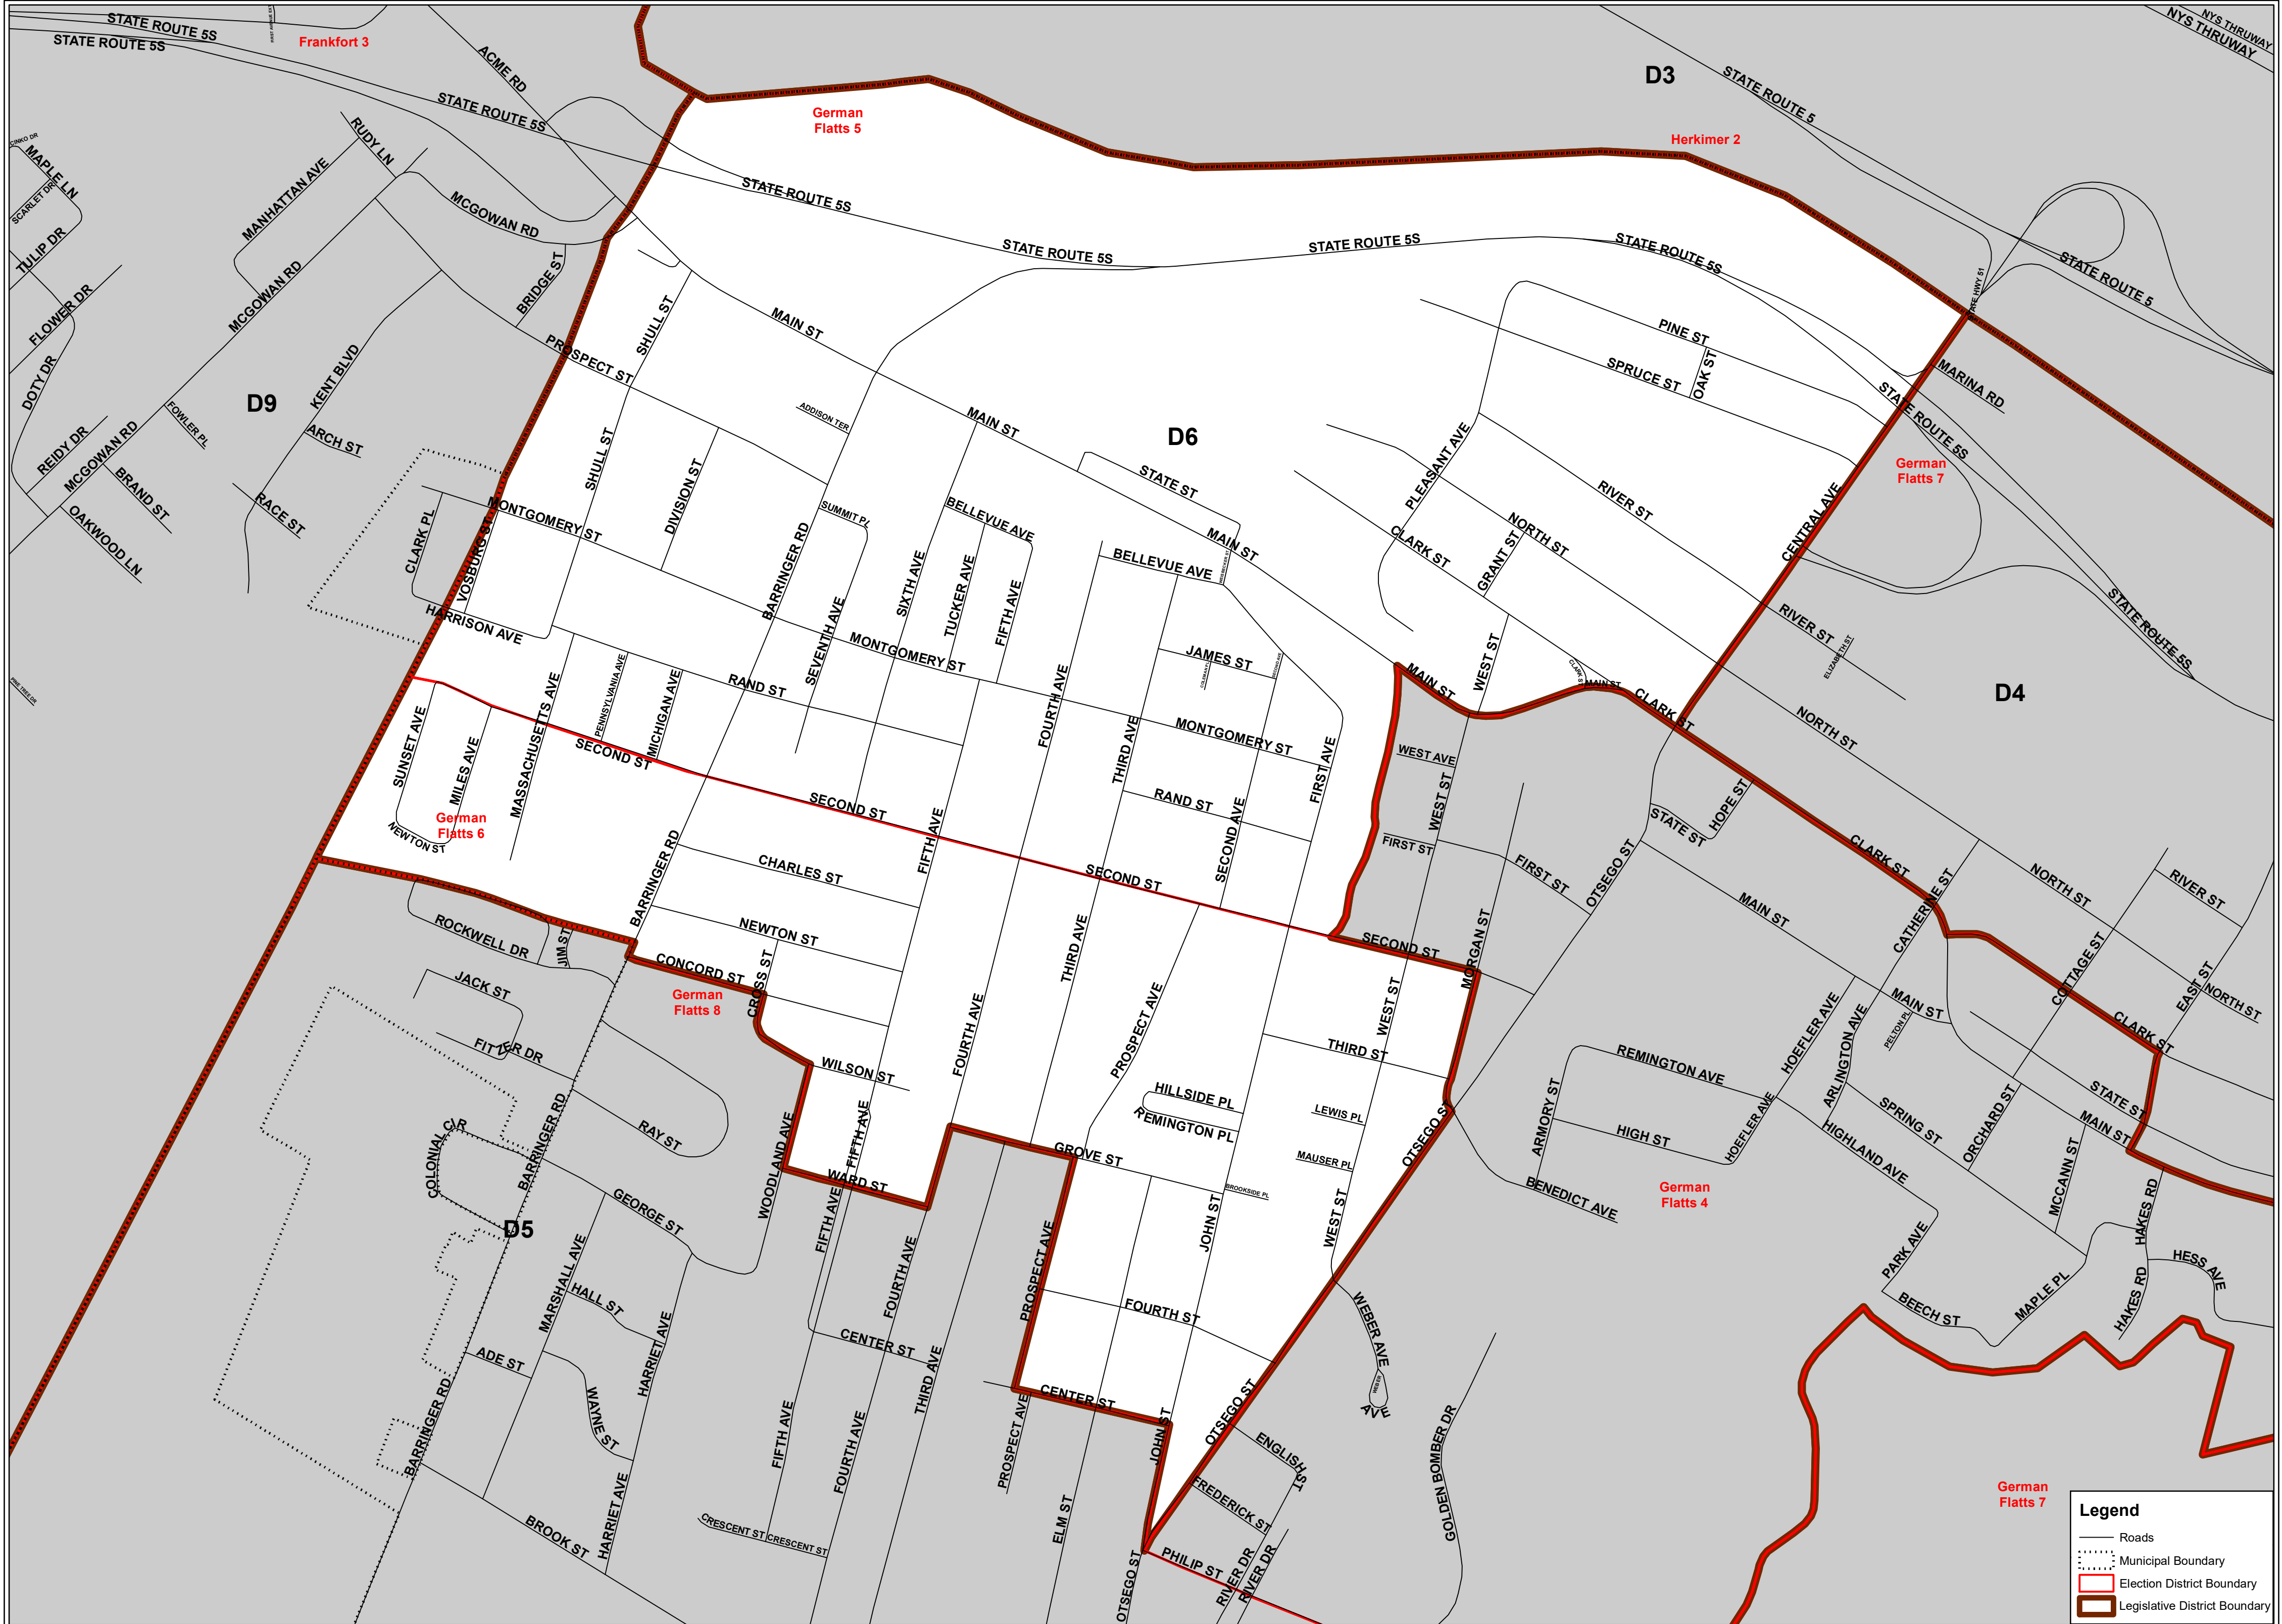 STATE ROUTE 5S
STATE ROUTE 5S
Frankfort 3
ACME RD
STATE ROUTE 5S
NYS THRUWAY
NYS THRUWAY
D3
STATE ROUTE 5
German
Flatts 5
Herkimer 2
RUDY LN
MAPLE LN
SCARLET DR
TULIP DR
MANHATTAN AVE
MCGOWAN RD
STATE ROUTE 5S
STATE ROUTE 5S
STATE ROUTE 5S
STATE ROUTE 5S
STATE ROUTE 5
FLOWER DR
MCGOWAN RD
BRIDGE ST
SHULL ST
MAIN ST
PINE ST
SPRUCE ST
OAK ST
MARINA RD
DOTY DR
D9
KENT BLVD
PROSPECT ST
ADDISON TER
MAIN ST
D6
STATE ROUTE 5S
FOWLER PL
ARCH ST
REIDY DR
MCGOWAN RD
BRAND ST
RACE ST
OAKWOOD LN
SHULL ST
DIVISION ST
STATE ST
PLEASANT AVE
German
Flatts 7
RIVER ST
CLARK PL
VOSBURG ST
MONTGOMERY ST
SUMMIT PL
BELLEVUE AVE
MAIN ST
CLARK ST
NORTH ST
GRANT ST
CENTRAL AVE
BARRINGER RD
SIXTH AVE
TUCKER AVE
FIFTH AVE
BELLEVUE AVE
HARRISON AVE
SEVENTH AVE
MONTGOMERY ST
JAMES ST
RIVER ST
ELIZABETH ST
STATE ROUTE 5S
PINE TREE DR
PENNSYLVANIA AVE
MICHIGAN AVE
RAND ST
FOURTH AVE
WEST ST
CLARK ST
MAIN ST
MAIN ST
CLARK ST
D4
SUNSET AVE
MILES AVE
MASSACHUSETTS AVE
SECOND ST
THIRD AVE
MONTGOMERY ST
FIRST AVE
WEST AVE
NORTH ST
German
Flatts 6
NEWTON ST
SECOND ST
RAND ST
SECOND AVE
WEST ST
FIRST ST
FIRST ST
STATE ST
HOPE ST
BARRINGER RD
CHARLES ST
FIFTH AVE
SECOND ST
OTSEGO ST
CLARK ST
NORTH ST
RIVER ST
ROCKWELL DR
JIM ST
NEWTON ST
THIRD AVE
SECOND ST
MORGAN ST
MAIN ST
CATHERINE ST
JACK ST
CONCORD ST
CROSS ST
German
Flatts 8
PROSPECT AVE
WEST ST
COTTAGE ST
EAST ST
NORTH ST
HOEFLER AVE
MAIN ST
PELTON PL
CLARK ST
WILSON ST
FOURTH AVE
THIRD ST
REMINGTON AVE
ARLINGTON AVE
BARRINGER RD
RAY ST
HILLSIDE PL
REMINGTON PL
LEWIS PL
ARMORY ST
HIGH ST
HOEFLER AVE
SPRING ST
ORCHARD ST
STATE ST
MAIN ST
COLONIAL CIR
WOODLAND AVE
FIFTH AVE
WARD ST
GROVE ST
MAUSER PL
BROOKSIDE PL
OTSEGO ST
BENEDICT AVE
German
Flatts 4
HIGHLAND AVE
MCCANN ST
HAKES RD
D5
GEORGE ST
FIFTH AVE
JOHN ST
WEST ST
PARK AVE
HESS AVE
MARSHALL AVE
HALL ST
HARRIET AVE
FOURTH AVE
PROSPECT AVE
FOURTH ST
WEBER AVE
BEECH ST
MAPLE PL
HAKES RD
ADE ST
CENTER ST
THIRD AVE
CENTER ST
WEBER
AVE
BARRINGER RD
WAYNE ST
FIFTH AVE
FOURTH AVE
PROSPECT AVE
JOHN ST
OTSEGO ST
ENGLISH ST
GOLDEN BOMBER DR
BROOK ST
HARRIET AVE
CRESCENT ST
CRESCENT ST
ELM ST
OTSEGO ST
FREDERICK ST
PHILIP ST
RIVER DR
RIVER DR
German
Flatts 7
Legend
Roads
Municipal Boundary
Election District Boundary
Legislative District Boundary